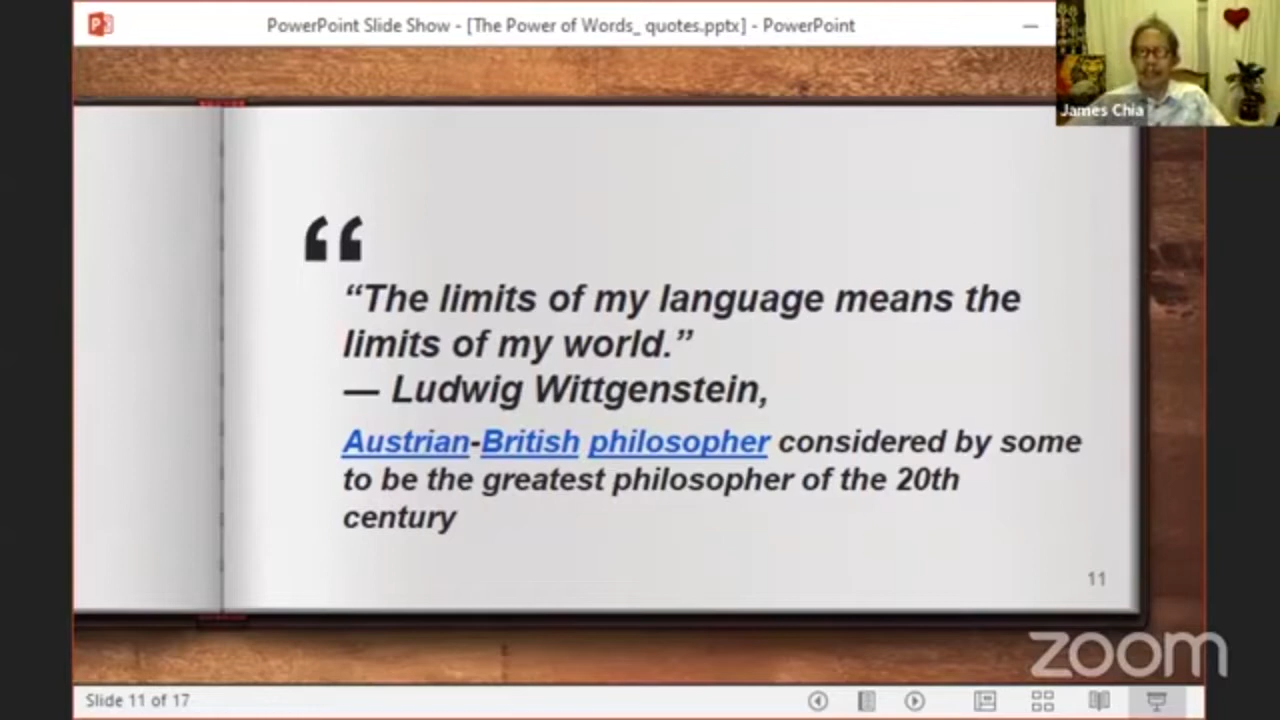 PowerPoint Slide Show - [The Power of Words_ quotes.pptx] - PowerPoint
James Chia
“
“The limits of my language means the
limits of my world.”
— Ludwig Wittgenstein,
Austrian-British philosopher considered by some
to be the greatest philosopher of the 20th
century
11
zoom
Slide 11 of 17